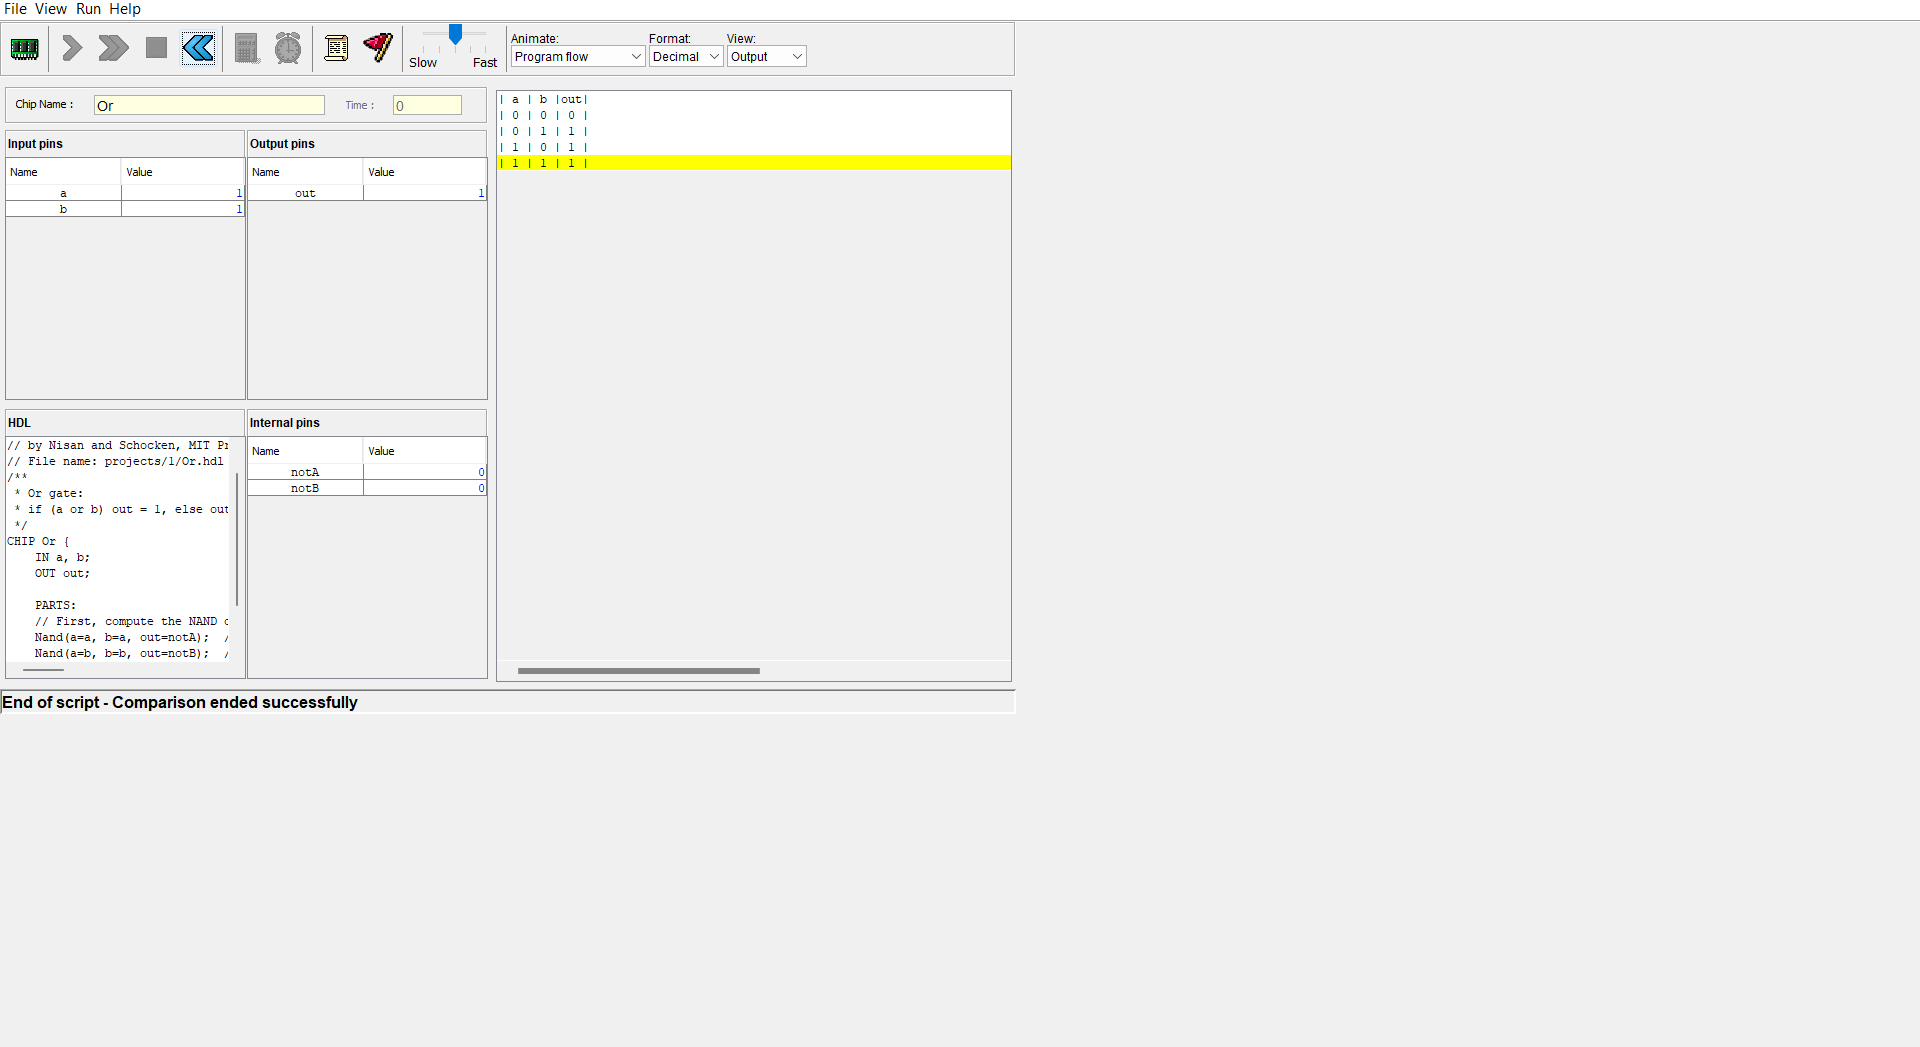 File View Run Help
Slow Fast
Animate: Format: View:
Program flow Decimal Output
Chip Name : Or Time : 0
Input pins
Name Value
a 1
b 1
Output pins
Name Value
out 1
HDL
// by Nisan and Schocken, MIT Pr
// File name: projects/1/Or.hdl
/**
* Or gate:
* if (a or b) out = 1, else out
*/
CHIP Or {
IN a, b;
OUT out;
PARTS:
// First, compute the NAND
Nand(a=a, b=a, out=notA); /
Nand(a=b, b=b, out=notB); /
Internal pins
Name Value
notA 0
notB 0
| a | b |out|
| 0 | 0 | 0 |
| 0 | 1 | 1 |
| 1 | 0 | 1 |
| 1 | 1 | 1 |
End of script - Comparison ended successfully